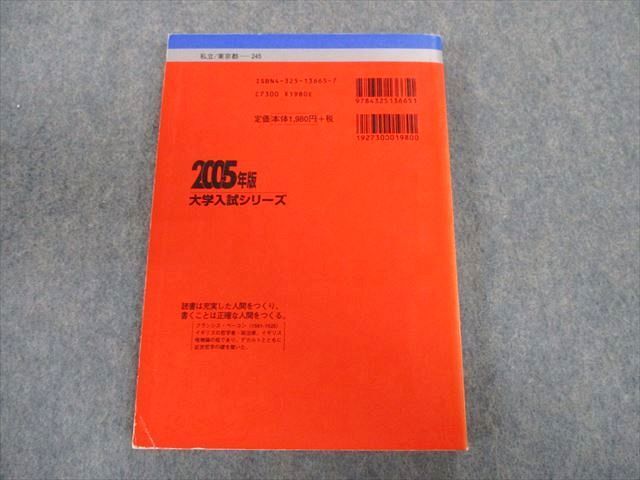 私立/東京都——245
ISBN4-325-13665-7
C7300 ¥1980E
定価:本体1,980円+税
9784325136651
1927300019800
2005年版
大学入試シリーズ
読書は充実した人間をつくり、
書くことは正確な人間をつくる。
フランシス・ベーコン(1561-1626)
イギリスの哲学者・政治家。イギリス
経験論の祖であり、デカルトとともに
近世哲学の礎を築いた。